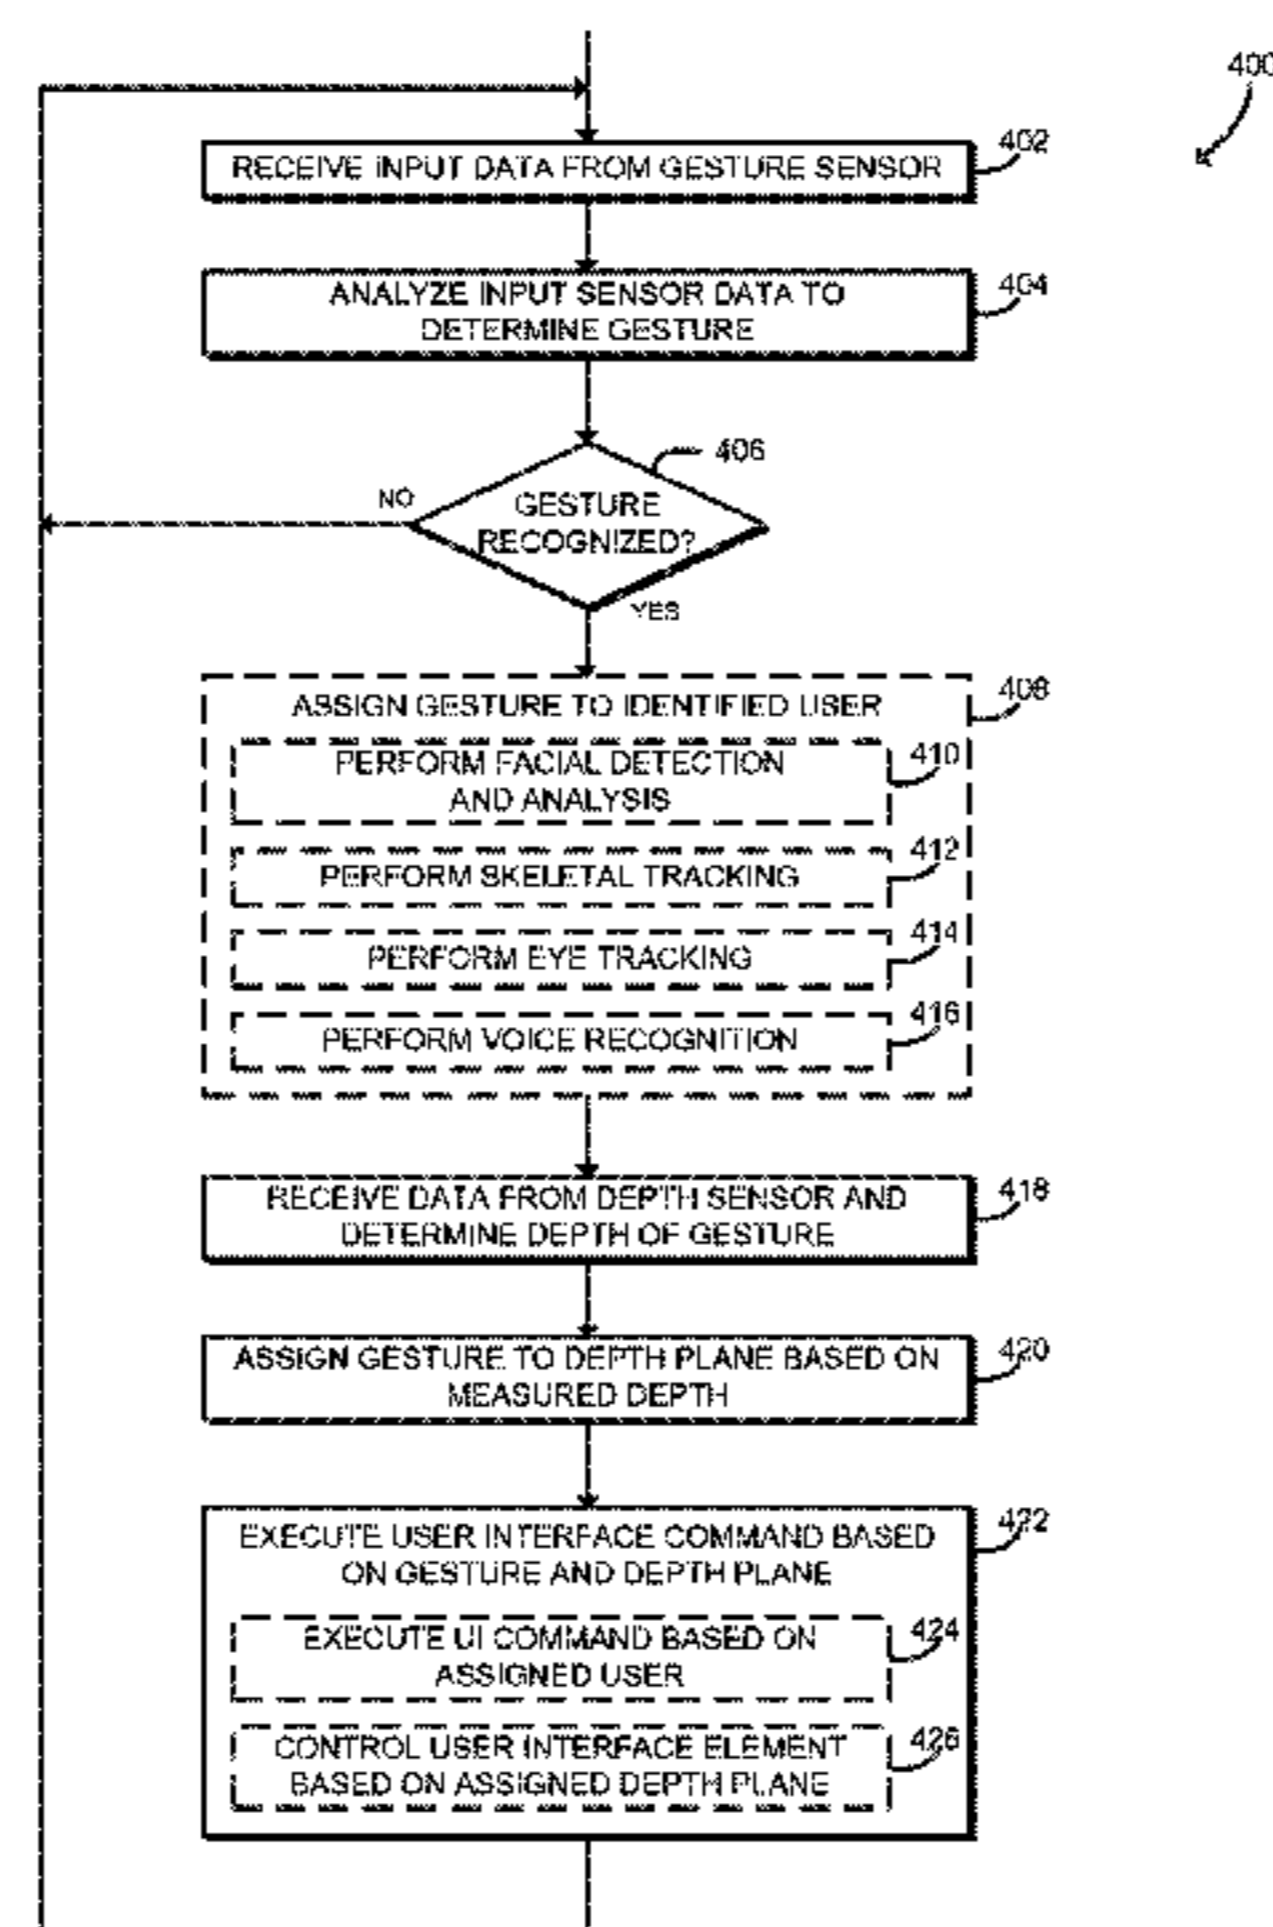 400
402
RECEIVE INPUT DATA FROM GESTURE SENSOR
404
ANALYZE INPUT SENSOR DATA TO
DETERMINE GESTURE
406
NO
GESTURE
RECOGNIZED?
YES
408
ASSIGN GESTURE TO IDENTIFIED USER
410
PERFORM FACIAL DETECTION
AND ANALYSIS
412
PERFORM SKELETAL TRACKING
414
PERFORM EYE TRACKING
416
PERFORM VOICE RECOGNITION
418
RECEIVE DATA FROM DEPTH SENSOR AND
DETERMINE DEPTH OF GESTURE
420
ASSIGN GESTURE TO DEPTH PLANE BASED ON
MEASURED DEPTH
422
EXECUTE USER INTERFACE COMMAND BASED
ON GESTURE AND DEPTH PLANE
424
EXECUTE UI COMMAND BASED ON
ASSIGNED USER
426
CONTROL USER INTERFACE ELEMENT
BASED ON ASSIGNED DEPTH PLANE